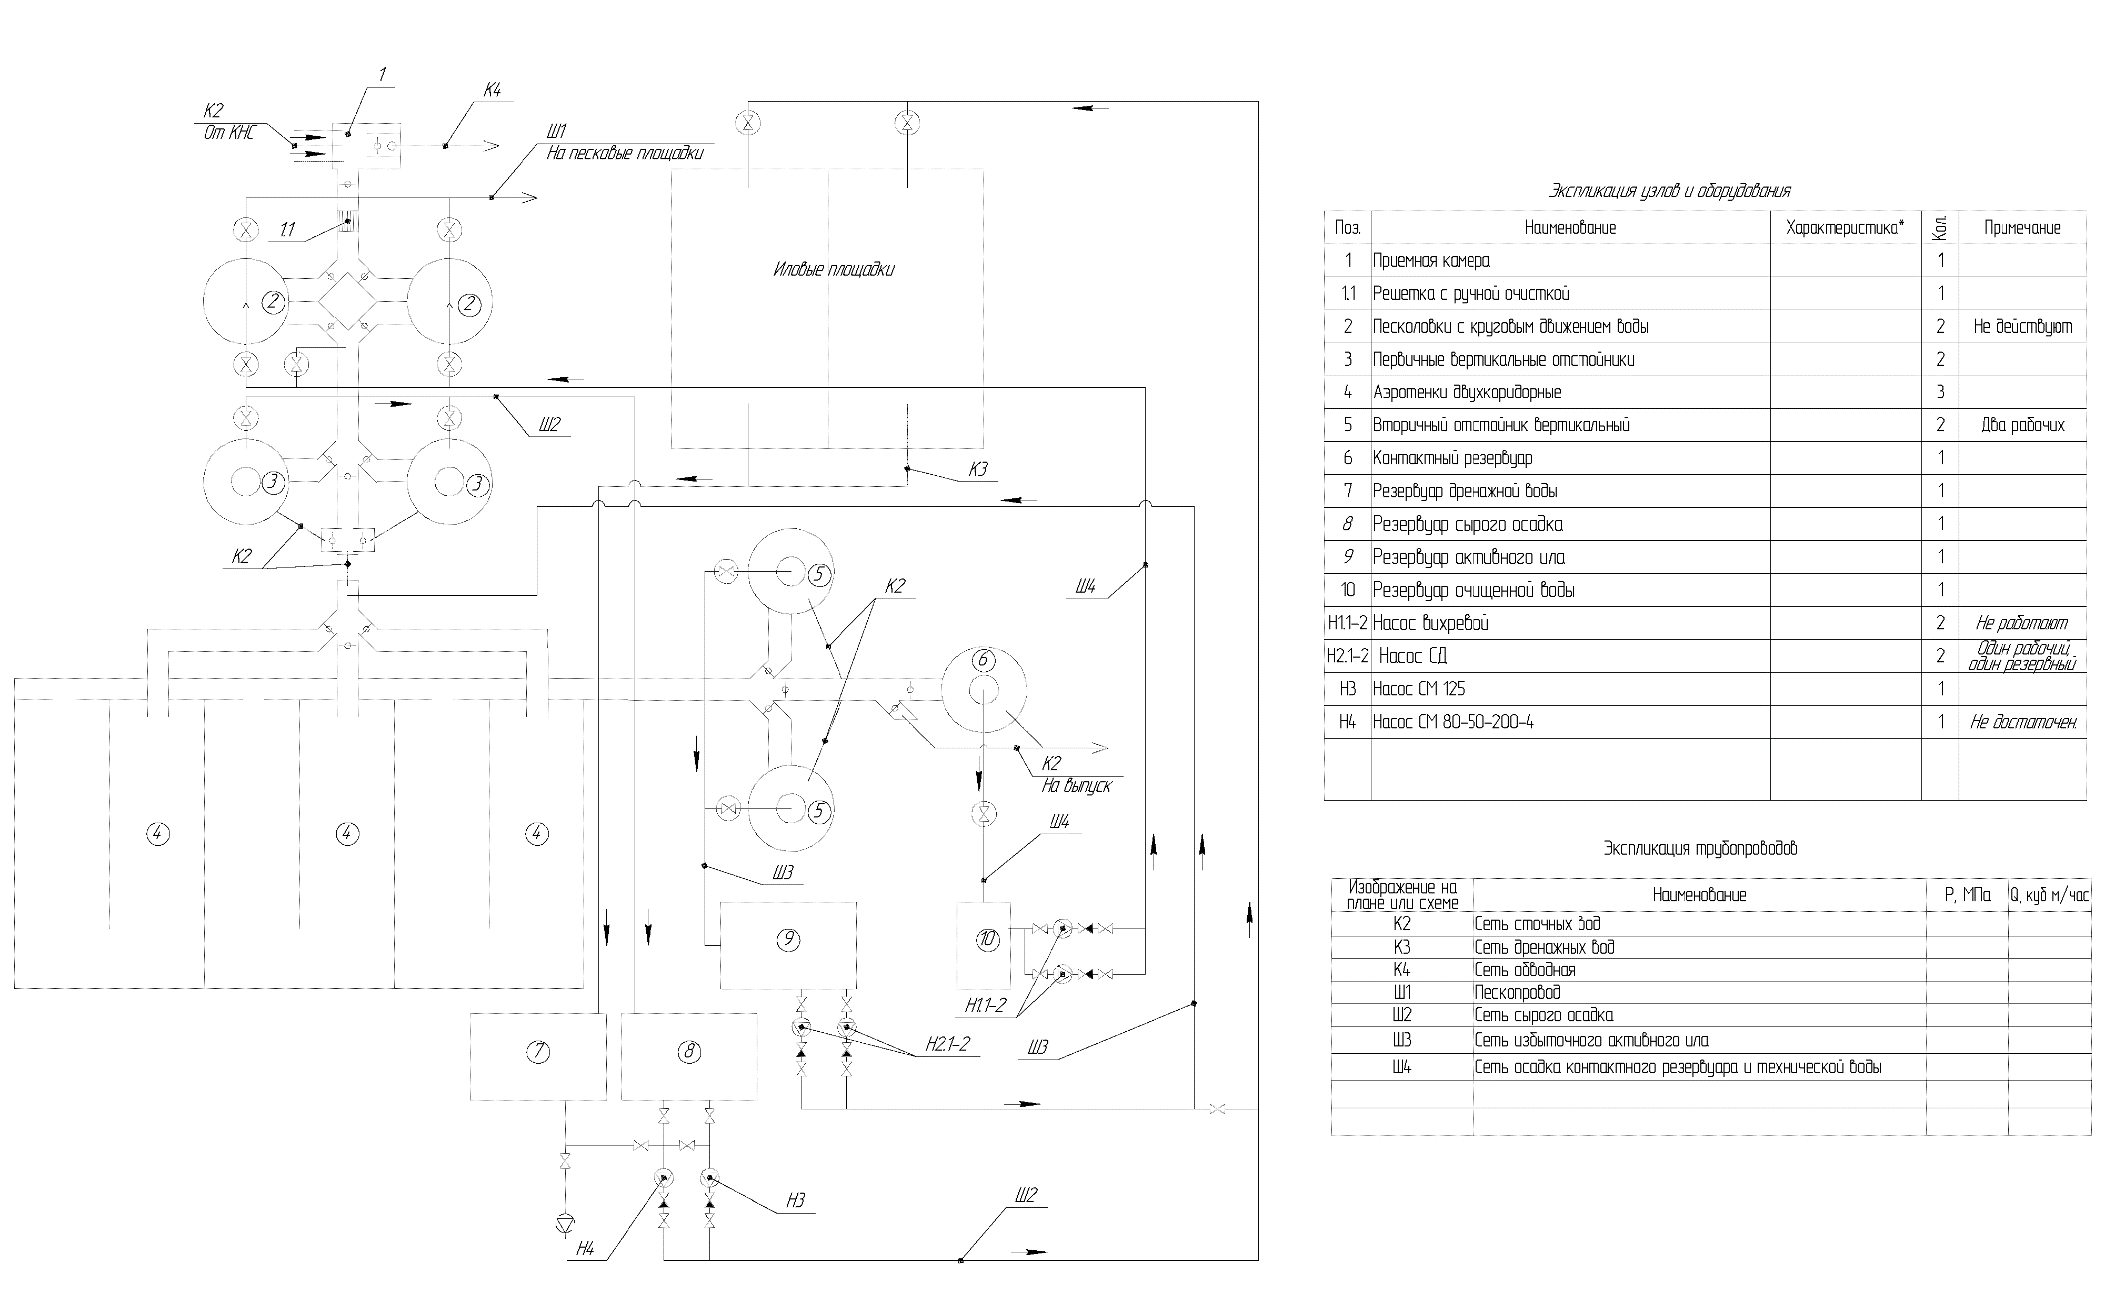 1
К4
К2
От КНС
Ш1
На песковые площадки
1.1
2
2
Иловые площадки
Ш2
3
3
К3
К2
5
К2
Ш4
6
К2
На выпуск
5
Ш4
4
4
4
Ш3
9
10
Н1.1-2
Н2.1-2
Ш3
7
8
Н3
Ш2
Н4
Экспликация узлов и оборудования
Поз. Наименование Характеристика* Кол. Примечание
1 Приемная камера 1
1.1 Решетка с ручной очисткой 1
2 Песколовки с круговым движением воды 2 Не действуют
3 Первичные вертикальные отстойники 2
4 Аэротенки двухкоридорные 3
5 Вторичный отстойник вертикальный 2 Два рабочих
6 Контактный резервуар 1
7 Резервуар дренажной воды 1
8 Резервуар сырого осадка 1
9 Резервуар активного ила 1
10 Резервуар очищенной воды 1
Н1.1-2 Насос вихревой 2 Не работают
Н2.1-2 Насос СД 2 Один рабочий,
один резервный
Н3 Насос СМ 125 1
Н4 Насос СМ 80-50-200-4 1 Не достаточен.
Экспликация трубопроводов
Изображение на
плане или схеме Наименование Р, МПа Q, куб м/час
К2 Сеть сточных вод
К3 Сеть дренажных вод
К4 Сеть обводная
Ш1 Пескопровод
Ш2 Сеть сырого осадка
Ш3 Сеть избыточного активного ила
Ш4 Сеть осадка контактного резервуара и технической воды